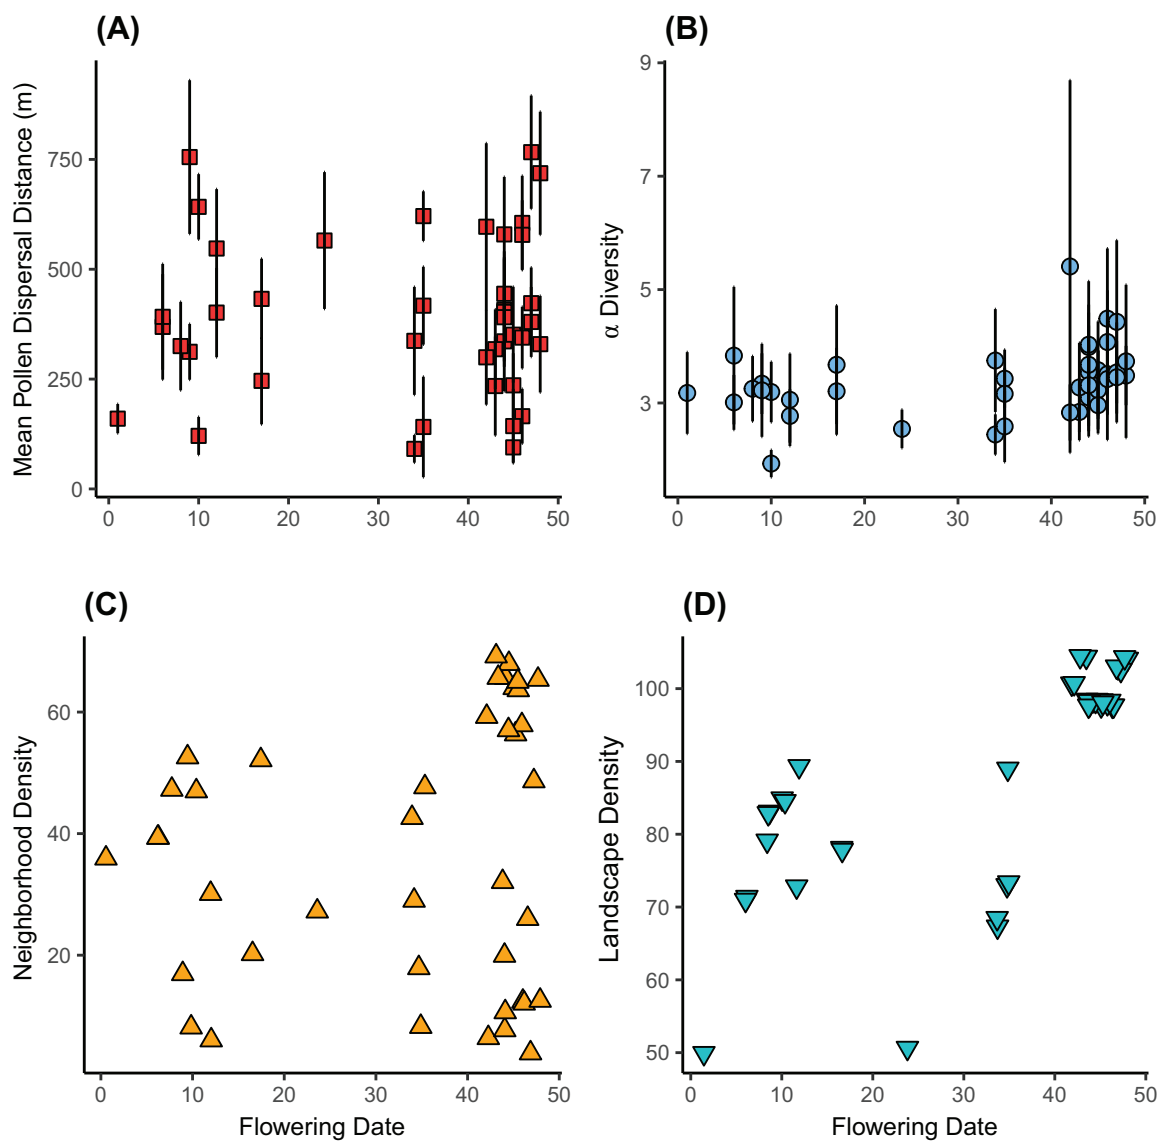 (A)
Mean Pollen Dispersal Distance (m)
750
500
250
0
0 10 20 30 40 50
(B)
α Diversity
9
7
5
3
0 10 20 30 40 50
(C)
Neighborhood Density
60
40
20
0 10 20 30 40 50
Flowering Date
(D)
Landscape Density
100
90
80
70
60
50
0 10 20 30 40 50
Flowering Date